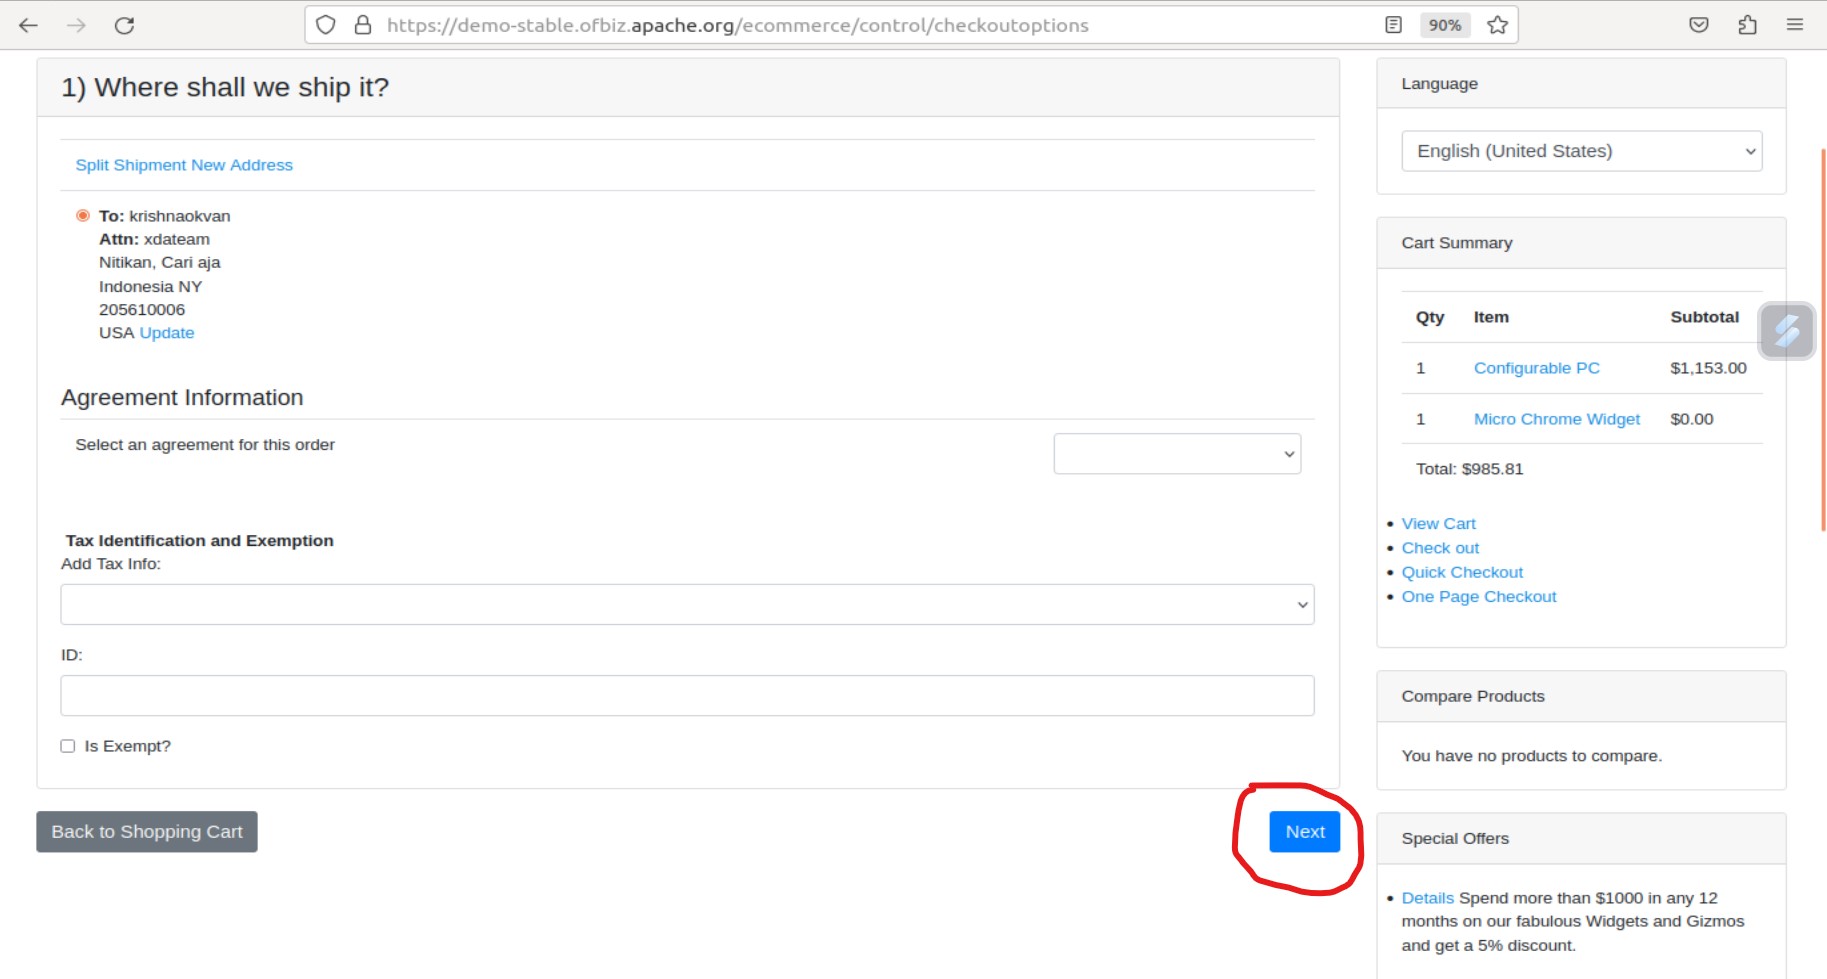 https://demo-stable.ofbiz.apache.org/ecommerce/control/checkoutoptions
90%
1) Where shall we ship it?
Split Shipment New Address
To: krishnaokvan
Attn: xdateam
Nitikan, Cari aja
Indonesia NY
205610006
USA Update
Agreement Information
Select an agreement for this order
Tax Identification and Exemption
Add Tax Info:
ID:
Is Exempt?
Back to Shopping Cart
Next
Language
English (United States)
Cart Summary
Qty Item Subtotal
1 Configurable PC $1,153.00
1 Micro Chrome Widget $0.00
Total: $985.81
• View Cart
• Check out
• Quick Checkout
• One Page Checkout
Compare Products
You have no products to compare.
Special Offers
• Details Spend more than $1000 in any 12
months on our fabulous Widgets and Gizmos
and get a 5% discount.